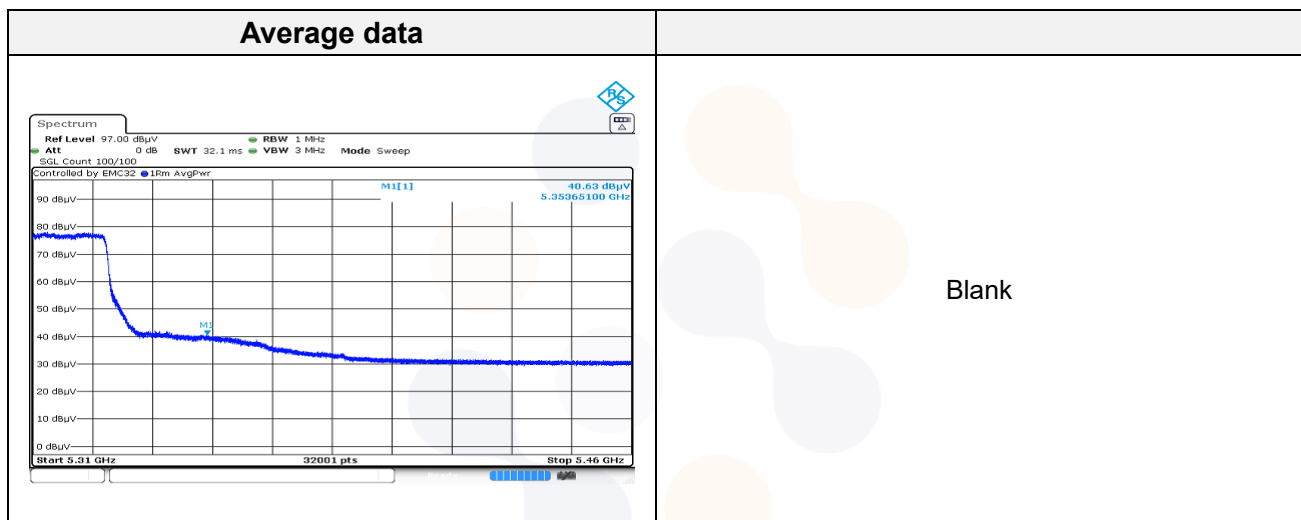 Average data
R&S
Spectrum
Ref Level 97.00 dBµV RBW 1 MHz
Att 0 dB SWT 32.1 ms VBW 3 MHz Mode Sweep
SGL Count 100/100
Controlled by EMC32 1Rm AvgPwr
M1[1] 40.63 dBµV
5.35365100 GHz
90 dBµV
80 dBµV
70 dBµV
60 dBµV
50 dBµV
M1
40 dBµV
30 dBµV
20 dBµV
10 dBµV
0 dBµV
Start 5.31 GHz 32001 pts Stop 5.46 GHz
Blank